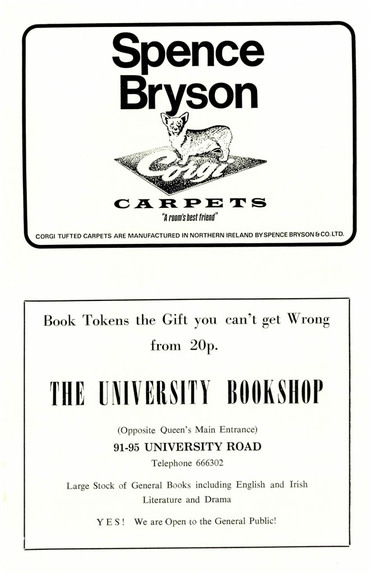 Spence
Bryson
Corgi
CARPETS
"A room's best friend"
CORGI TUFTED CARPETS ARE MANUFACTURED IN NORTHERN IRELAND BY SPENCE BRYSON & CO. LTD.
Book Tokens the Gift you can't get Wrong
from 20p.
THE UNIVERSITY BOOKSHOP
(Opposite Queen's Main Entrance)
91-95 UNIVERSITY ROAD
Telephone 666302
Large Stock of General Books including English and Irish
Literature and Drama
YES! We are Open to the General Public!